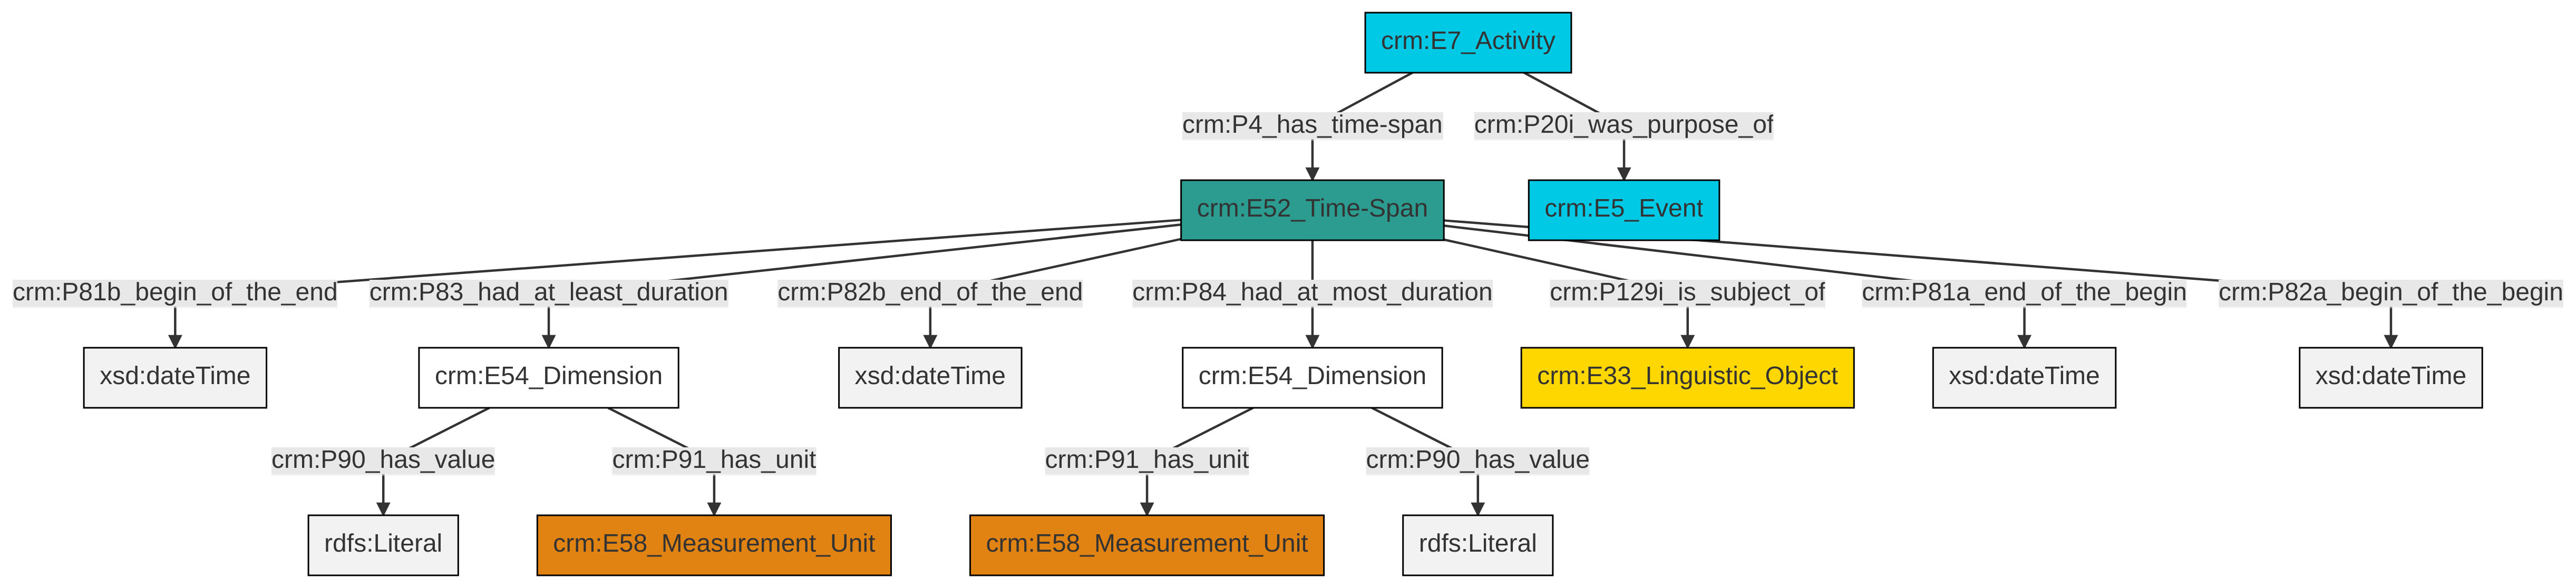 crm:E7_Activity
crm:P4_has_time-span
crm:P20i_was_purpose_of
crm:E52_Time-Span
crm:E5_Event
crm:P81b_begin_of_the_end
crm:P83_had_at_least_duration
crm:P82b_end_of_the_end
crm:P84_had_at_most_duration
crm:P129i_is_subject_of
crm:P81a_end_of_the_begin
crm:P82a_begin_of_the_begin
xsd:dateTime
crm:E54_Dimension
xsd:dateTime
crm:E54_Dimension
crm:E33_Linguistic_Object
xsd:dateTime
xsd:dateTime
crm:P90_has_value
crm:P91_has_unit
crm:P91_has_unit
crm:P90_has_value
rdfs:Literal
crm:E58_Measurement_Unit
crm:E58_Measurement_Unit
rdfs:Literal